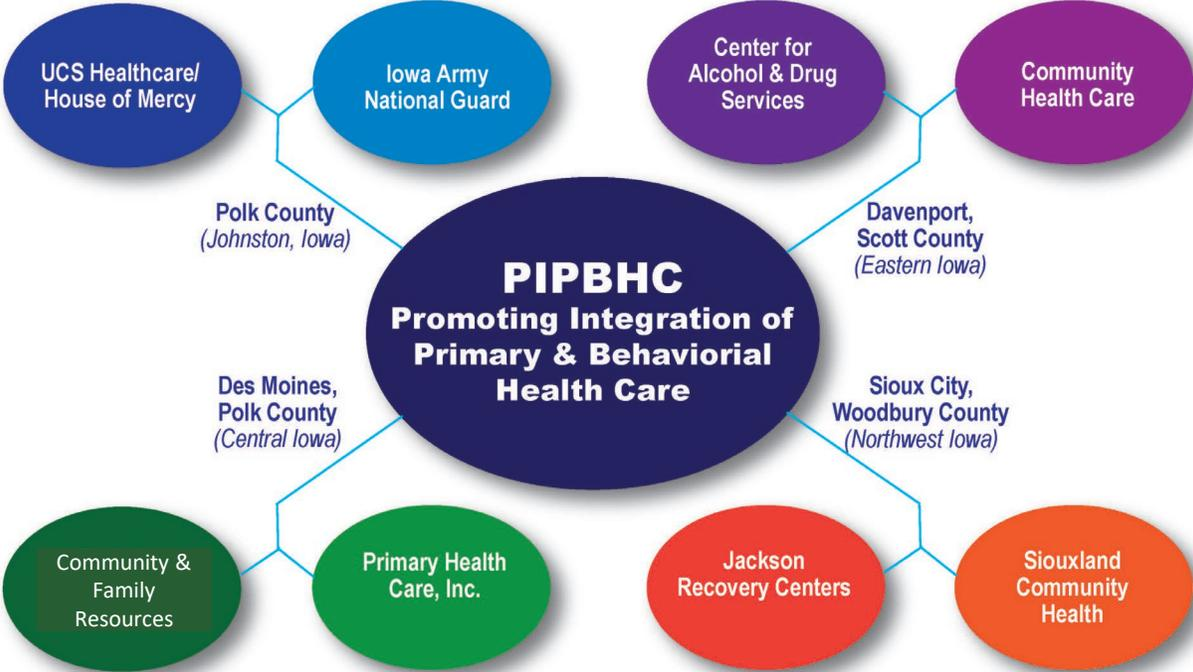 UCS Healthcare/
House of Mercy
Iowa Army
National Guard
Center for
Alcohol & Drug
Services
Community
Health Care
Polk County
(Johnston, Iowa)
Davenport,
Scott County
(Eastern Iowa)
PIPBHC
Promoting Integration of
Primary & Behaviorial
Health Care
Des Moines,
Polk County
(Central Iowa)
Sioux City,
Woodbury County
(Northwest Iowa)
Community &
Family
Resources
Primary Health
Care, Inc.
Jackson
Recovery Centers
Siouxland
Community
Health